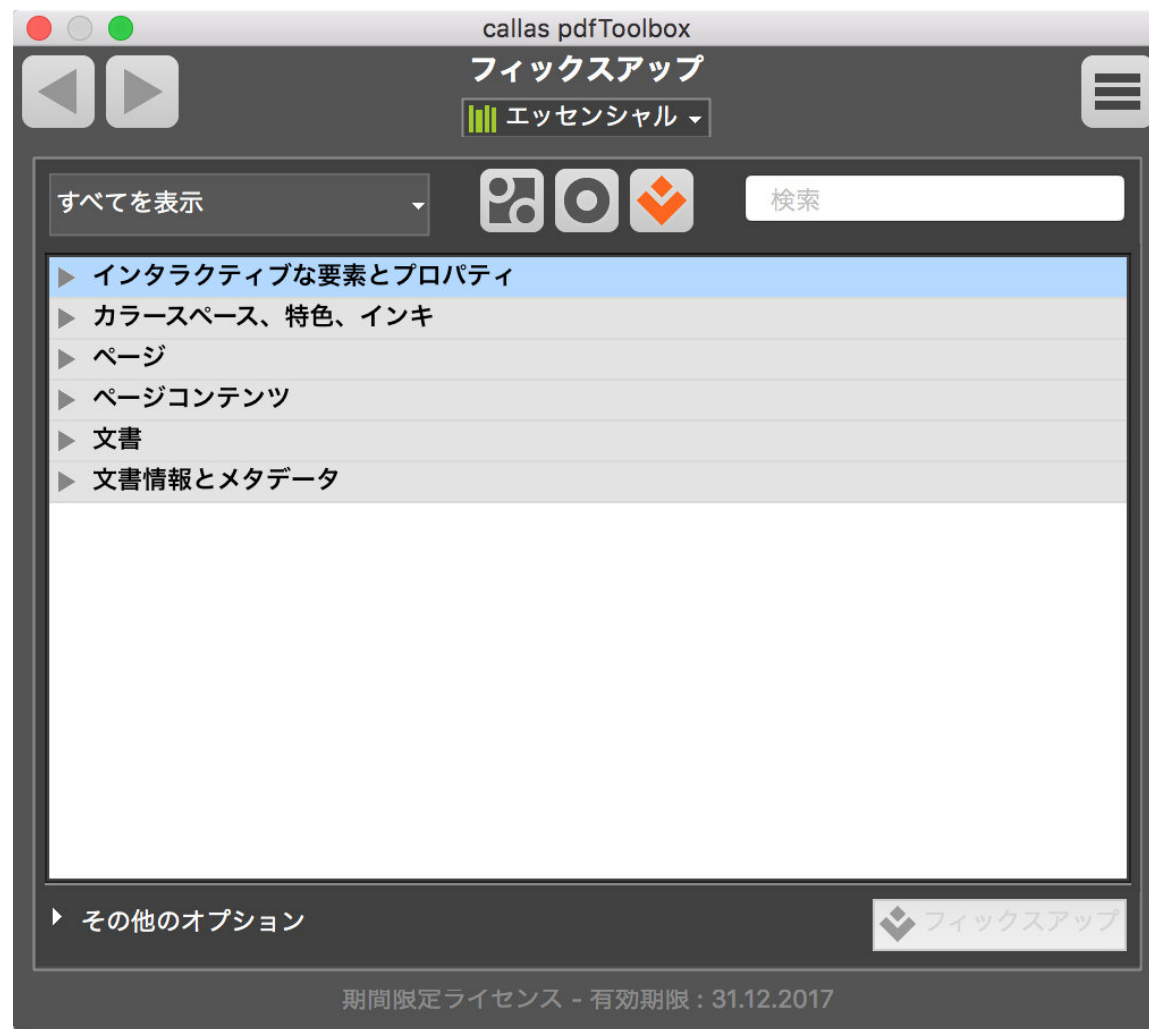 callas pdfToolbox
フィックスアップ
エッセンシャル
すべてを表示
検索
インタラクティブな要素とプロパティ
カラースペース、特色、インキ
ページ
ページコンテンツ
文書
文書情報とメタデータ
その他のオプション
フィックスアップ
期間限定ライセンス - 有効期限 : 31.12.2017